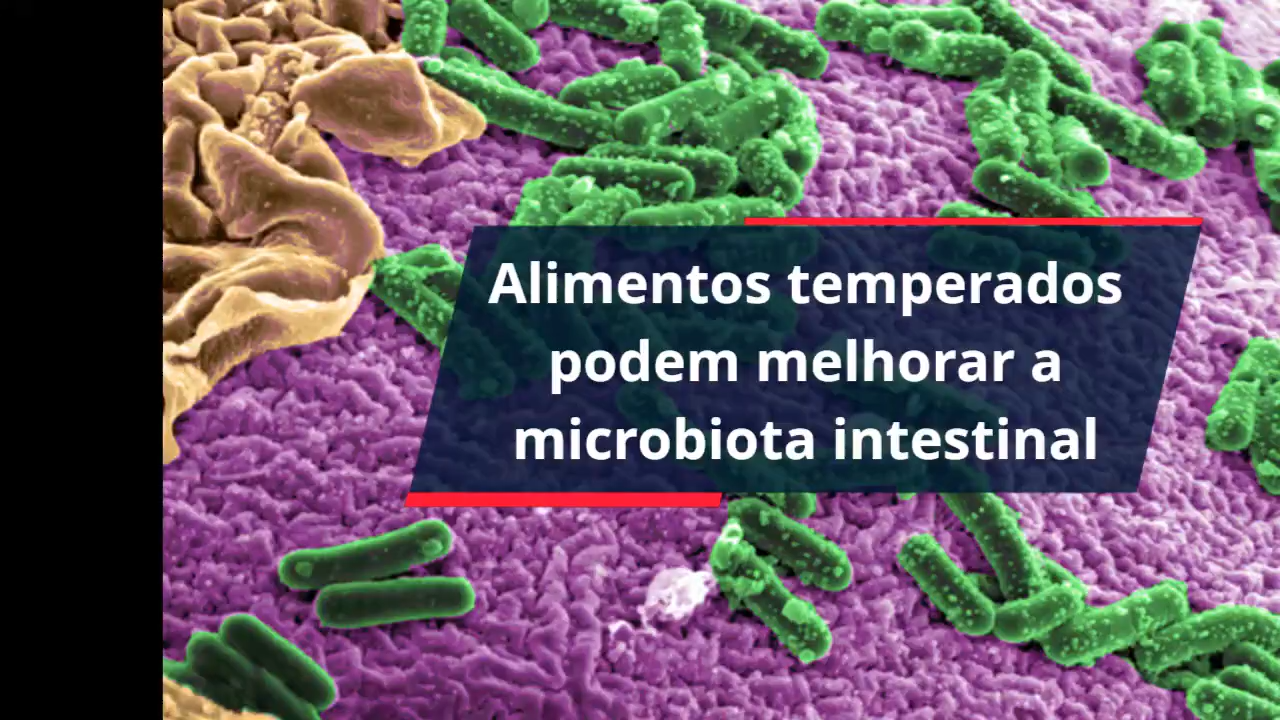 Alimentos temperados
podem melhorar a
microbiota intestinal